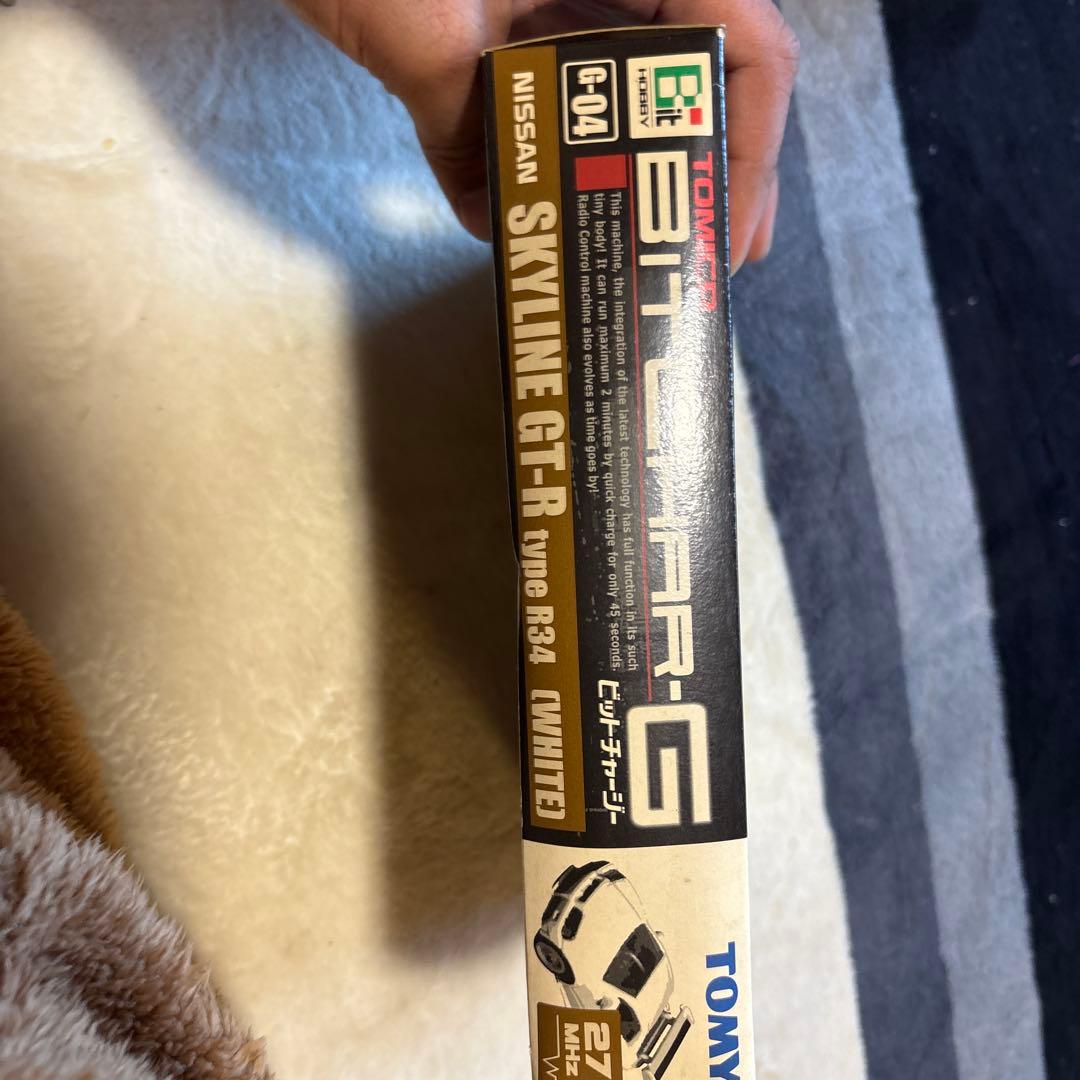 Bit
HOBBY
TOMICA
BIT CHAR-G
G-04
This machine, the integration of the latest technology has full function in its such
tiny body! It can run maximum 2 minutes by quick charge for only 45 seconds.
Radio Control machine also evolves as time goes by!
ビットチャージー
NISSAN SKYLINE GT-R type R34 (WHITE)
TOMY
27
MHz